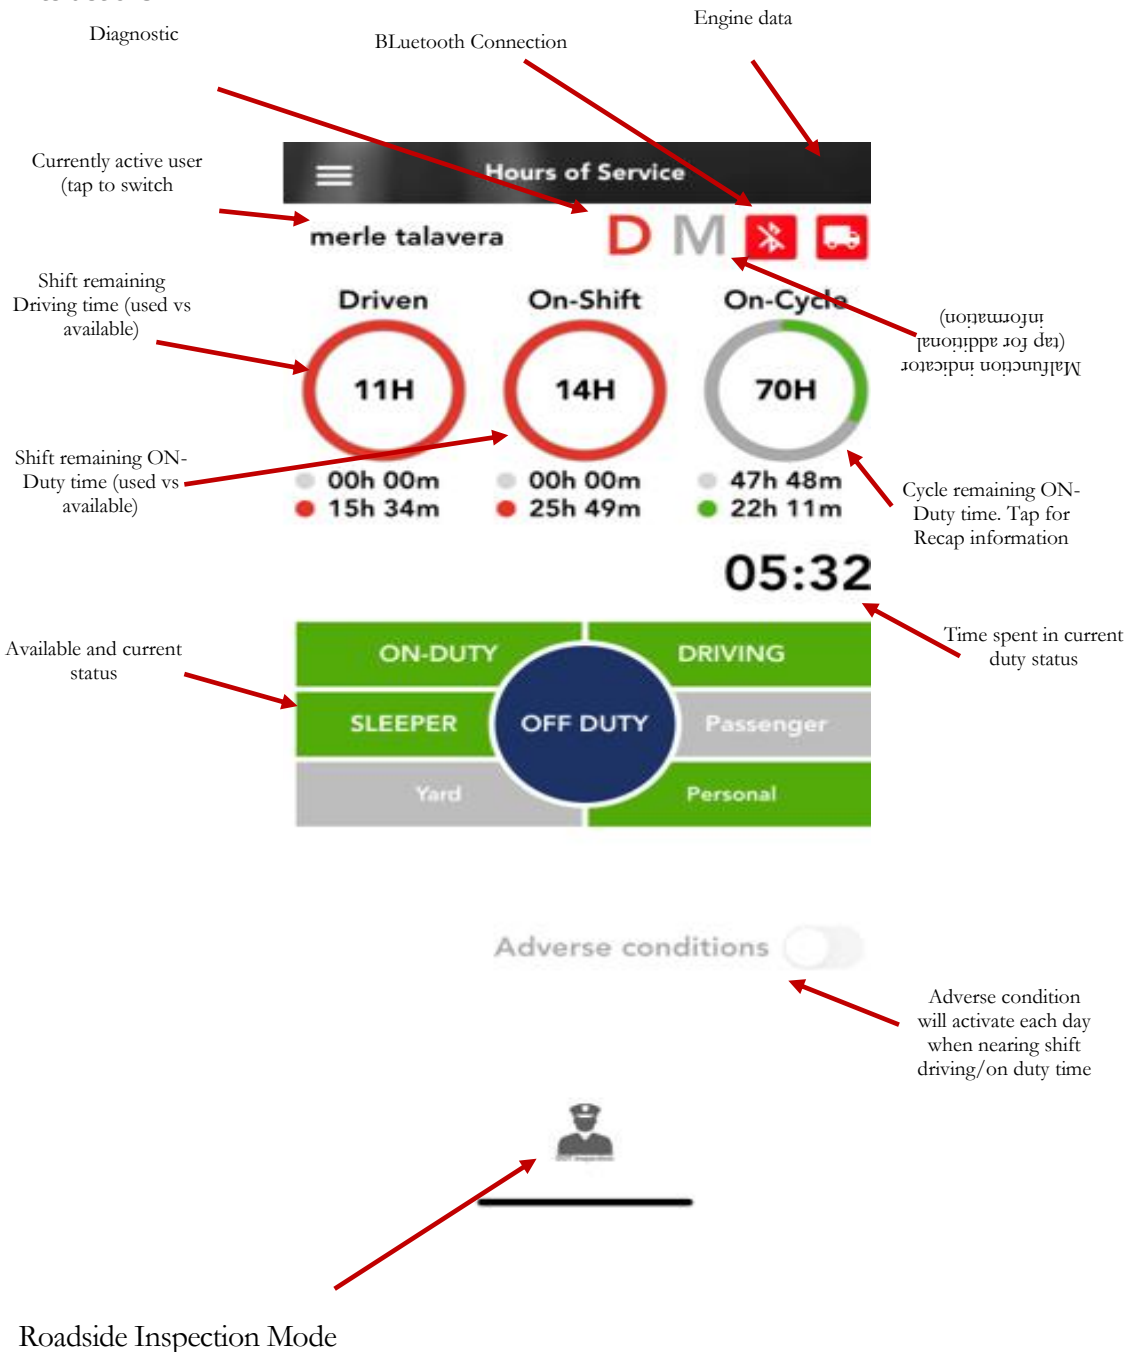 Diagnostic
BLuetooth Connection
Engine data
Currently active user
(tap to switch
Hours of Service
merle talavera
D M
Shift remaining
Driving time (used vs
available)
Driven
On-Shift
On-Cycle
Malfunction indicator
(tap for additional
information)
11H
14H
70H
Shift remaining ON-
Duty time (used vs
available)
00h 00m
15h 34m
00h 00m
25h 49m
47h 48m
22h 11m
Cycle remaining ON-
Duty time. Tap for
Recap information
05:32
Time spent in current
duty status
Available and current
status
ON-DUTY
DRIVING
SLEEPER
OFF DUTY
Passenger
Yard
Personal
Adverse conditions
Adverse condition
will activate each day
when nearing shift
driving/on duty time
Roadside Inspection Mode